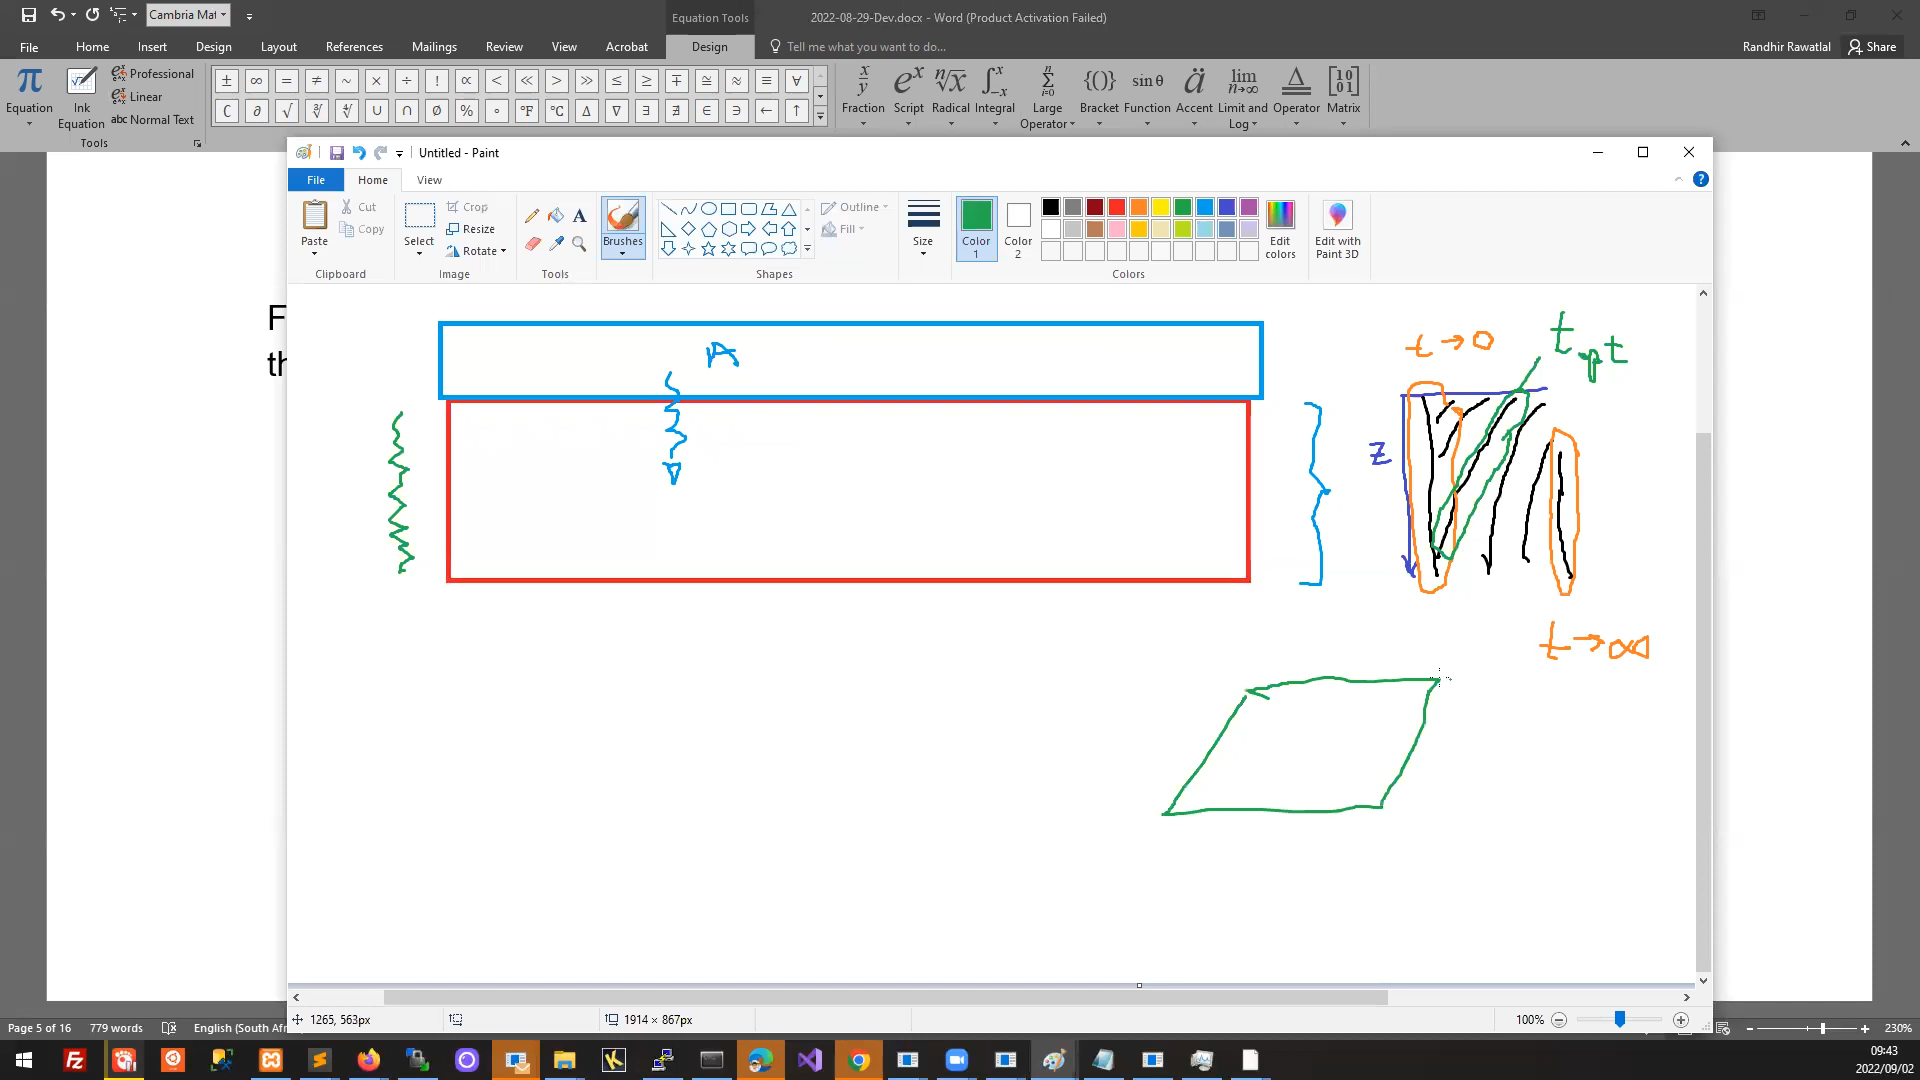 Cambria Mat
Equation Tools
2022-08-29-Dev.docx - Word (Product Activation Failed)
File Home Insert Design Layout References Mailings Review View Acrobat Design Tell me what you want to do... Randhir Rawatlal Share
π Equation
Ink Equation
Professional
Linear
abc Normal Text
Tools
± ∞ = ≠ ~ × ÷ ! ∝ < ≪ > ≫ ≤ ≥ ∓ ≅ ≈ ≡ ∀
∁ ∂ √ ∛ ∜ ∪ ∩ ∅ % ° °F °C ∆ ∇ ∃ ∄ ∈ ∋ ← ↑
Fraction Script Radical Integral Large Operator Bracket Function Accent Limit and Log Operator Matrix
F
th
Untitled - Paint
File Home View
Paste Cut Copy
Clipboard
Select Crop Resize Rotate
Image
A
Tools
Brushes
Outline
Fill
Shapes
Size
Color 1
Color 2
Edit colors
Colors
Edit with Paint 3D
A
t → 0
t opt
z
t → ∞
1265, 563px
1914 × 867px
100%
Page 5 of 16 779 words English (South Afr
230%
09:43
2022/09/02